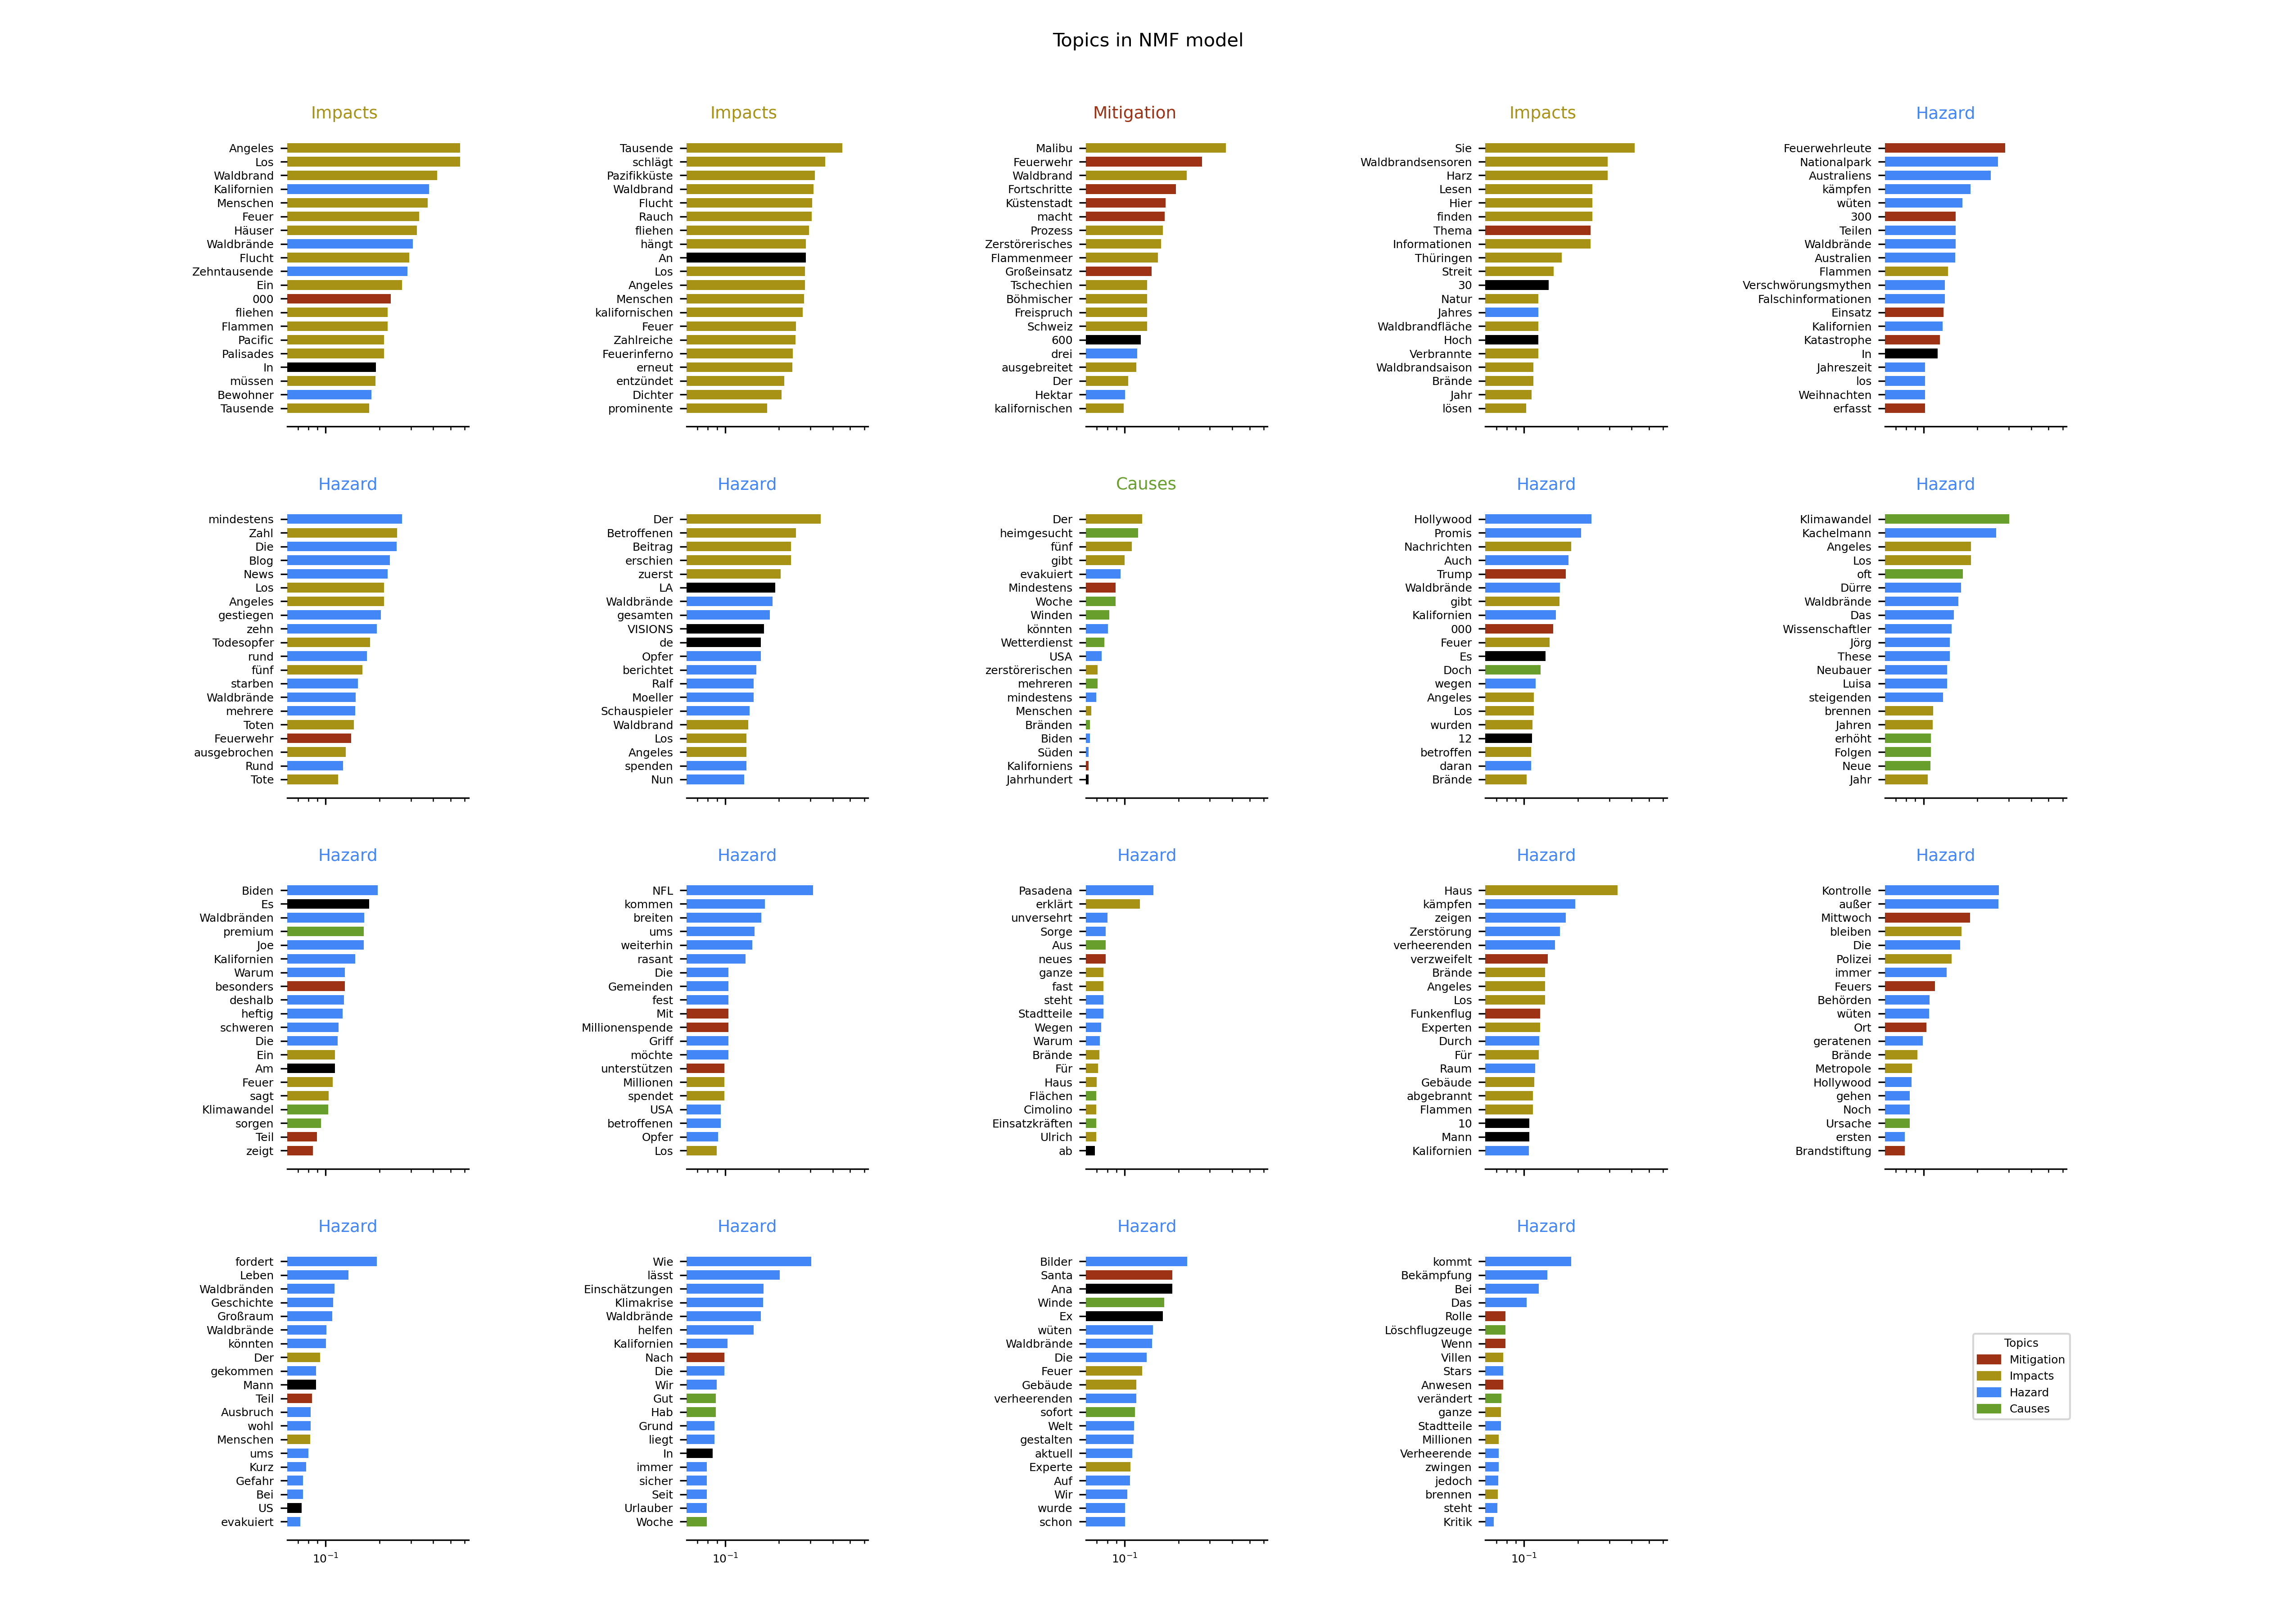 Topics in NMF model
Impacts
Angeles
Los
Waldbrand
Kalifornien
Menschen
Feuer
Häuser
Waldbrände
Flucht
Zehntausende
Ein
000
fliehen
Flammen
Pacific
Palisades
In
müssen
Bewohner
Tausende
Impacts
Tausende
schlägt
Pazifikküste
Waldbrand
Flucht
Rauch
fliehen
hängt
An
Los
Angeles
Menschen
kalifornischen
Feuer
Zahlreiche
Feuerinferno
erneut
entzündet
Dichter
prominente
Mitigation
Malibu
Feuerwehr
Waldbrand
Fortschritte
Küstenstadt
macht
Prozess
Zerstörerisches
Flammenmeer
Großeinsatz
Tschechien
Böhmischer
Freispruch
Schweiz
600
drei
ausgebreitet
Der
Hektar
kalifornischen
Impacts
Sie
Waldbrandsensoren
Harz
Lesen
Hier
finden
Thema
Informationen
Thüringen
Streit
30
Natur
Jahres
Waldbrandfläche
Hoch
Verbrannte
Waldbrandsaison
Brände
Jahr
lösen
Hazard
Feuerwehrleute
Nationalpark
Australiens
kämpfen
wüten
300
Teilen
Waldbrände
Australien
Flammen
Verschwörungsmythen
Falschinformationen
Einsatz
Kalifornien
Katastrophe
In
Jahreszeit
los
Weihnachten
erfasst
Hazard
mindestens
Zahl
Die
Blog
News
Los
Angeles
gestiegen
zehn
Todesopfer
rund
fünf
starben
Waldbrände
mehrere
Toten
Feuerwehr
ausgebrochen
Rund
Tote
Hazard
Der
Betroffenen
Beitrag
erschien
zuerst
LA
Waldbrände
gesamten
VISIONS
de
Opfer
berichtet
Ralf
Moeller
Schauspieler
Waldbrand
Los
Angeles
spenden
Nun
Causes
Der
heimgesucht
fünf
gibt
evakuiert
Mindestens
Woche
Winden
könnten
Wetterdienst
USA
zerstörerischen
mehreren
mindestens
Menschen
Bränden
Biden
Süden
Kaliforniens
Jahrhundert
Hazard
Hollywood
Promis
Nachrichten
Auch
Trump
Waldbrände
gibt
Kalifornien
000
Feuer
Es
Doch
wegen
Angeles
Los
wurden
12
betroffen
daran
Brände
Hazard
Klimawandel
Kachelmann
Angeles
Los
oft
Dürre
Waldbrände
Das
Wissenschaftler
Jörg
These
Neubauer
Luisa
steigenden
brennen
Jahren
erhöht
Folgen
Neue
Jahr
Hazard
Biden
Es
Waldbränden
premium
Joe
Kalifornien
Warum
besonders
deshalb
heftig
schweren
Die
Ein
Am
Feuer
sagt
Klimawandel
sorgen
Teil
zeigt
Hazard
NFL
kommen
breiten
ums
weiterhin
rasant
Die
Gemeinden
fest
Mit
Millionenspende
Griff
möchte
unterstützen
Millionen
spendet
USA
betroffenen
Opfer
Los
Hazard
Pasadena
erklärt
unversehrt
Sorge
Aus
neues
ganze
fast
steht
Stadtteile
Wegen
Warum
Brände
Für
Haus
Flächen
Cimolino
Einsatzkräften
Ulrich
ab
Hazard
Haus
kämpfen
zeigen
Zerstörung
verheerenden
verzweifelt
Brände
Angeles
Los
Funkenflug
Experten
Durch
Für
Raum
Gebäude
abgebrannt
Flammen
10
Mann
Kalifornien
Hazard
Kontrolle
außer
Mittwoch
bleiben
Die
Polizei
immer
Feuers
Behörden
wüten
Ort
geratenen
Brände
Metropole
Hollywood
gehen
Noch
Ursache
ersten
Brandstiftung
Hazard
fordert
Leben
Waldbränden
Geschichte
Großraum
Waldbrände
könnten
Der
gekommen
Mann
Teil
Ausbruch
wohl
Menschen
ums
Kurz
Gefahr
Bei
US
evakuiert
10⁻¹
Hazard
Wie
lässt
Einschätzungen
Klimakrise
Waldbrände
helfen
Kalifornien
Nach
Die
Wir
Gut
Hab
Grund
liegt
In
immer
sicher
Seit
Urlauber
Woche
10⁻¹
Hazard
Bilder
Santa
Ana
Winde
Ex
wüten
Waldbrände
Die
Feuer
Gebäude
verheerenden
sofort
Welt
gestalten
aktuell
Experte
Auf
Wir
wurde
schon
10⁻¹
Hazard
kommt
Bekämpfung
Bei
Das
Rolle
Löschflugzeuge
Wenn
Villen
Stars
Anwesen
verändert
ganze
Stadtteile
Millionen
Verheerende
zwingen
jedoch
brennen
steht
Kritik
10⁻¹
Topics
Mitigation
Impacts
Hazard
Causes